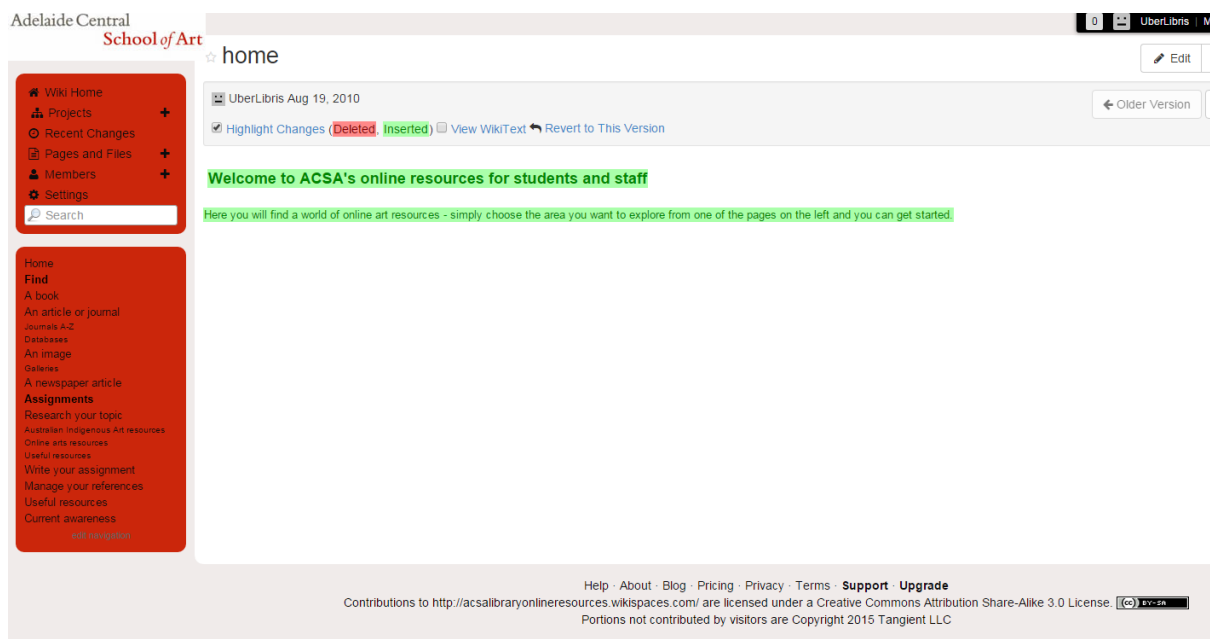 Adelaide Central
School of Art
0 UberLibris | M
home
Edit
Wiki Home
Projects
Recent Changes
Pages and Files
Members
Settings
Search
UberLibris Aug 19, 2010
Older Version
Highlight Changes (Deleted, Inserted) View WikiText Revert to This Version
Welcome to ACSA's online resources for students and staff
Here you will find a world of online art resources - simply choose the area you want to explore from one of the pages on the left and you can get started.
Home
Find
A book
An article or journal
Journals A-Z
Databases
An image
Galleries
A newspaper article
Assignments
Research your topic
Australian Indigenous Art resources
Online arts resources
Useful resources
Write your assignment
Manage your references
Useful resources
Current awareness
edit navigation
Help · About · Blog · Pricing · Privacy · Terms · Support · Upgrade
Contributions to http://acsalibraryonlineresources.wikispaces.com/ are licensed under a Creative Commons Attribution Share-Alike 3.0 License. (cc) BY-SA
Portions not contributed by visitors are Copyright 2015 Tangient LLC